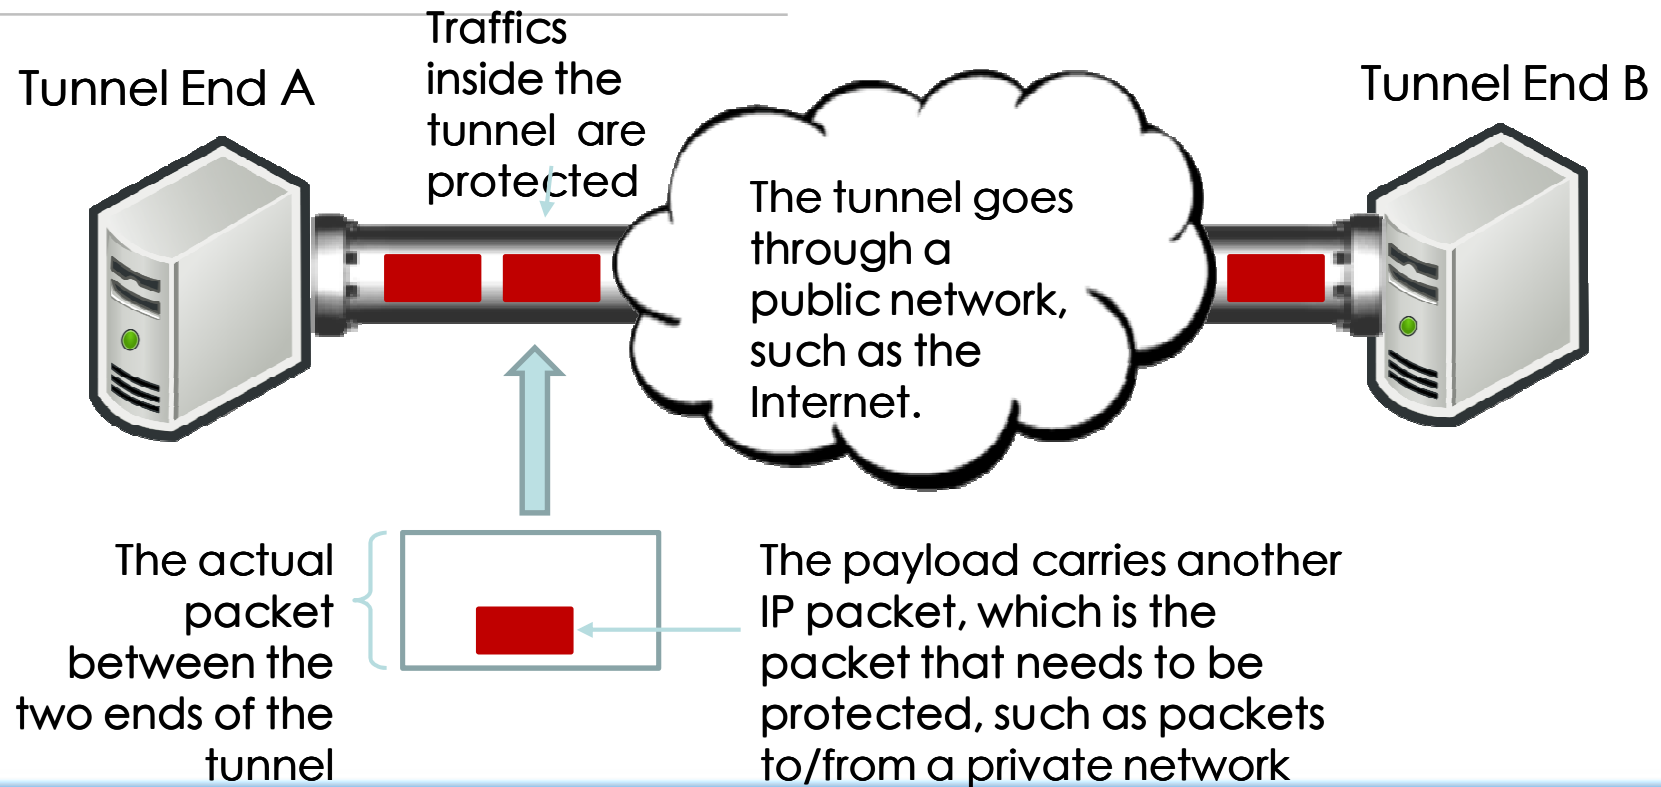 Tunnel End A
Traffics
inside the
tunnel are
protected
Tunnel End B
The tunnel goes
through a
public network,
such as the
Internet.
The actual
packet
between the
two ends of the
tunnel
The payload carries another
IP packet, which is the
packet that needs to be
protected, such as packets
to/from a private network